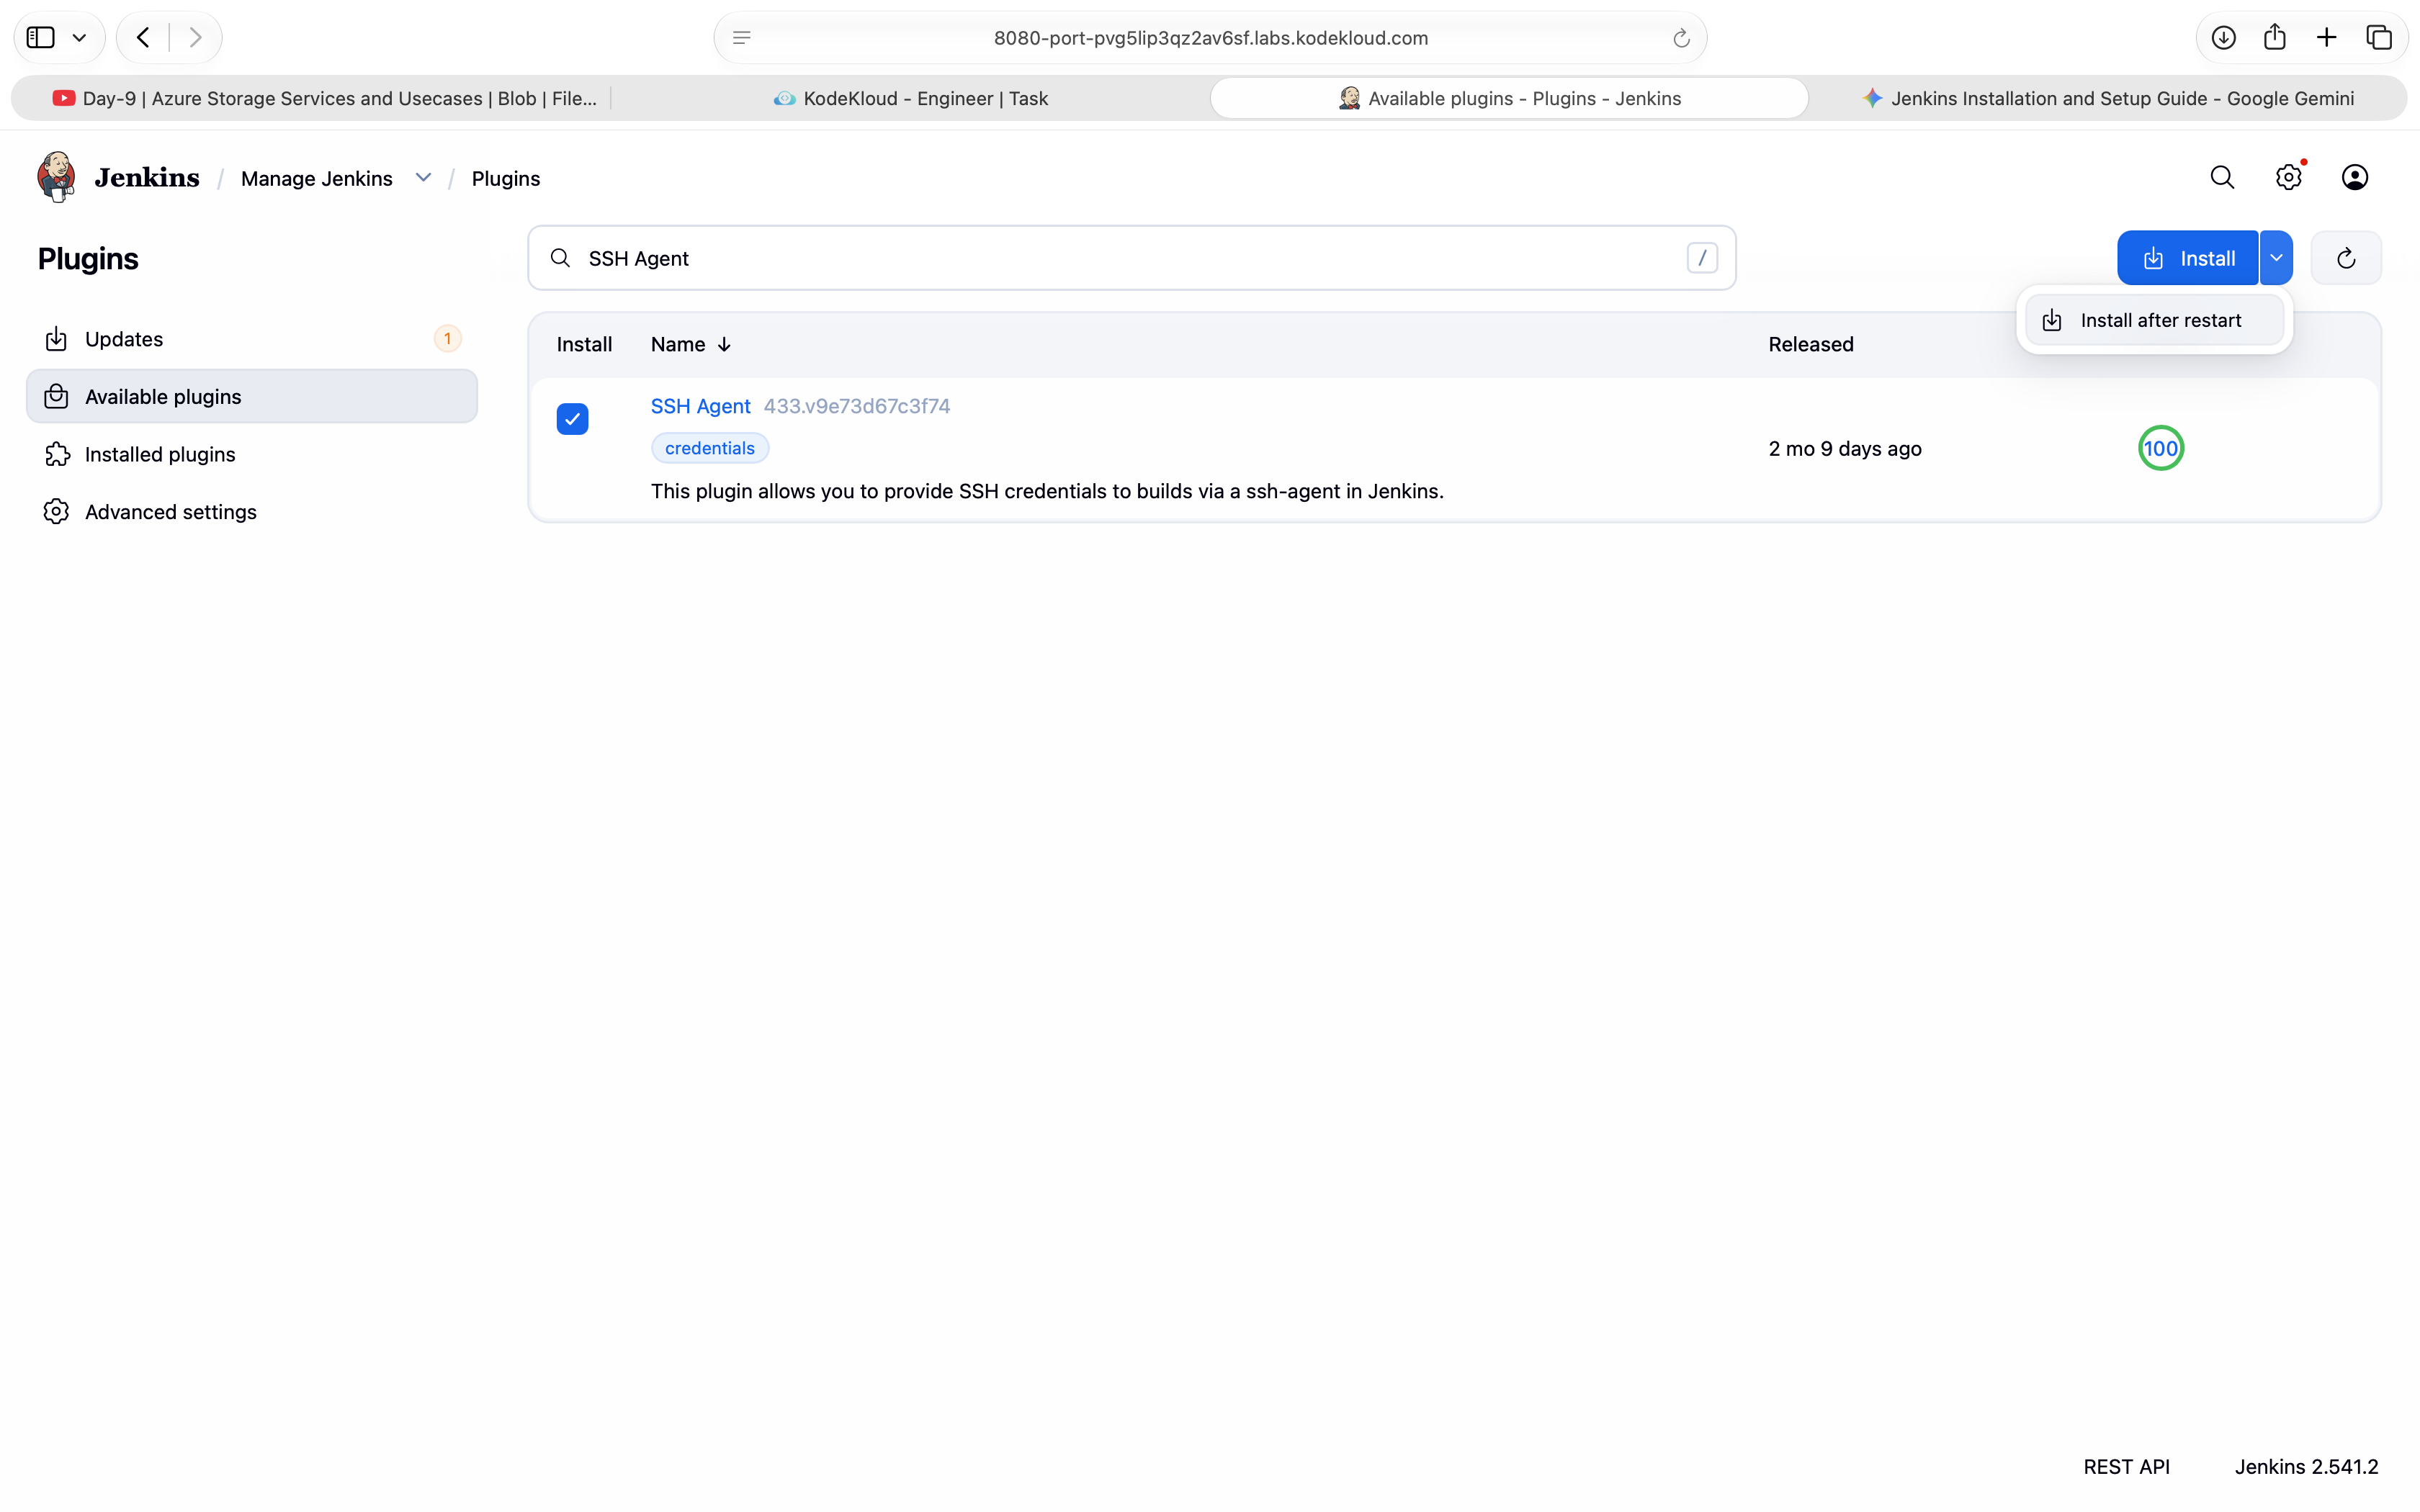 8080-port-pvg5lip3qz2av6sf.labs.kodekloud.com
Day-9 | Azure Storage Services and Usecases | Blob | File...
KodeKloud - Engineer | Task
Available plugins - Plugins - Jenkins
Jenkins Installation and Setup Guide - Google Gemini
Jenkins / Manage Jenkins / Plugins
Plugins
SSH Agent
/
Install
Install after restart
Updates
1
Available plugins
Installed plugins
Advanced settings
Install Name Released
SSH Agent 433.v9e73d67c3f74
credentials
2 mo 9 days ago
100
This plugin allows you to provide SSH credentials to builds via a ssh-agent in Jenkins.
REST API Jenkins 2.541.2